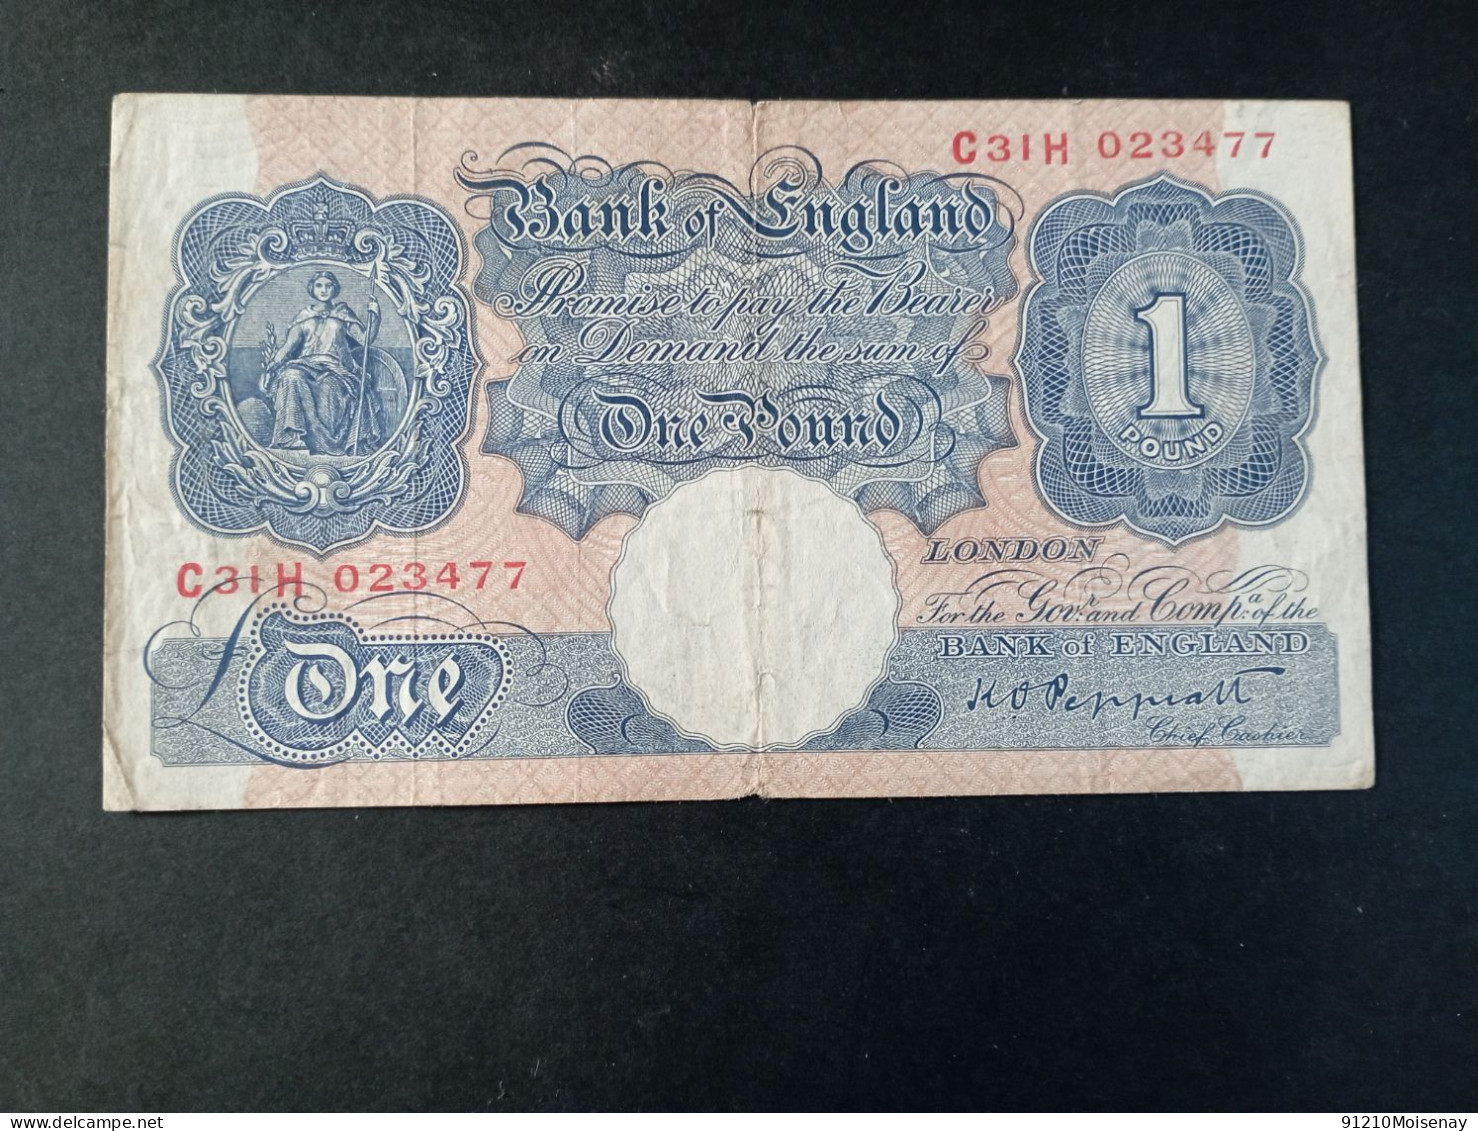 C31H 023477
Bank of England
Promise to pay the Bearer
on Demand the sum of
One Pound
1
POUND
LONDON
C31H 023477
For the Govr. and Compa. of the
BANK of ENGLAND
£ One
K O Peppiatt
Chief Cashier
www.delcampe.net
91210Moisenay